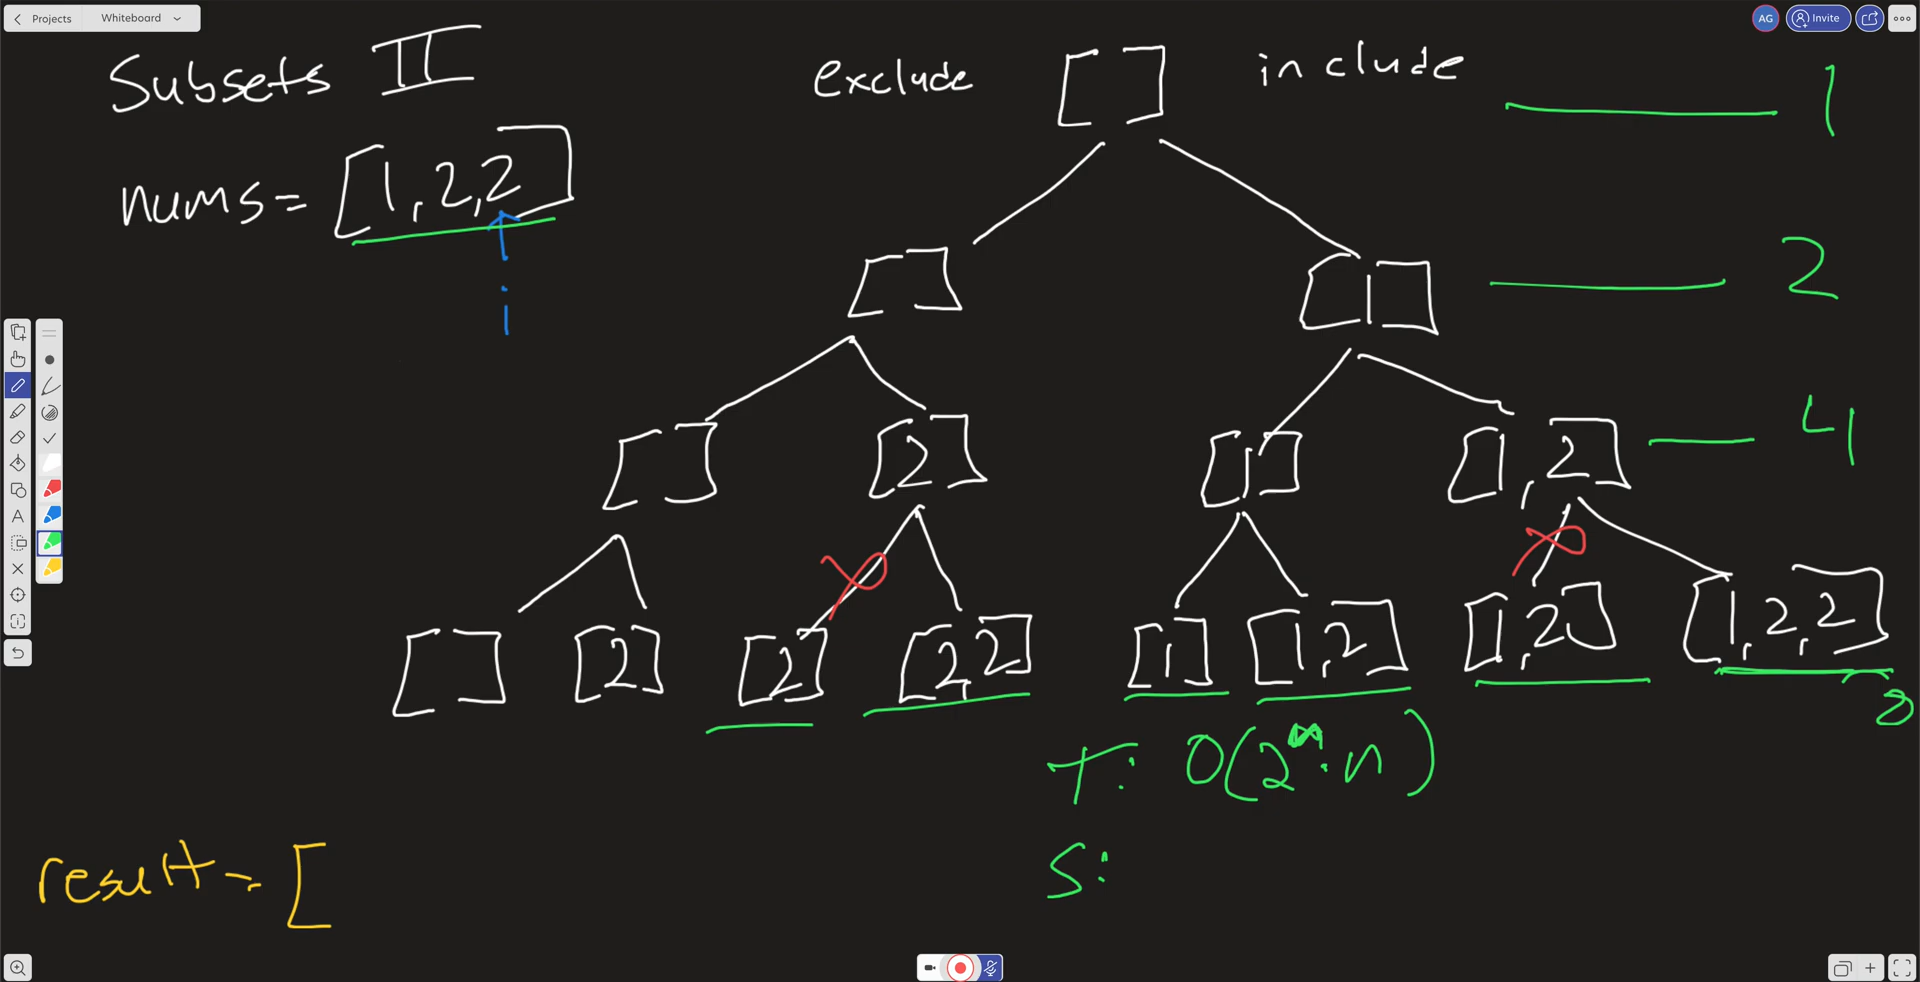 Projects Whiteboard
AG Invite
Subsets II
exclude [ ] include 1
nums = [1,2,2]
i
[ ] [1] 2
[ ] [2] [1] [1,2] 4
[ ] [2] [2] [2,2] [1] [1,2] [1,2] [1,2,2] 8
T: O(2^n · n)
S:
result = [